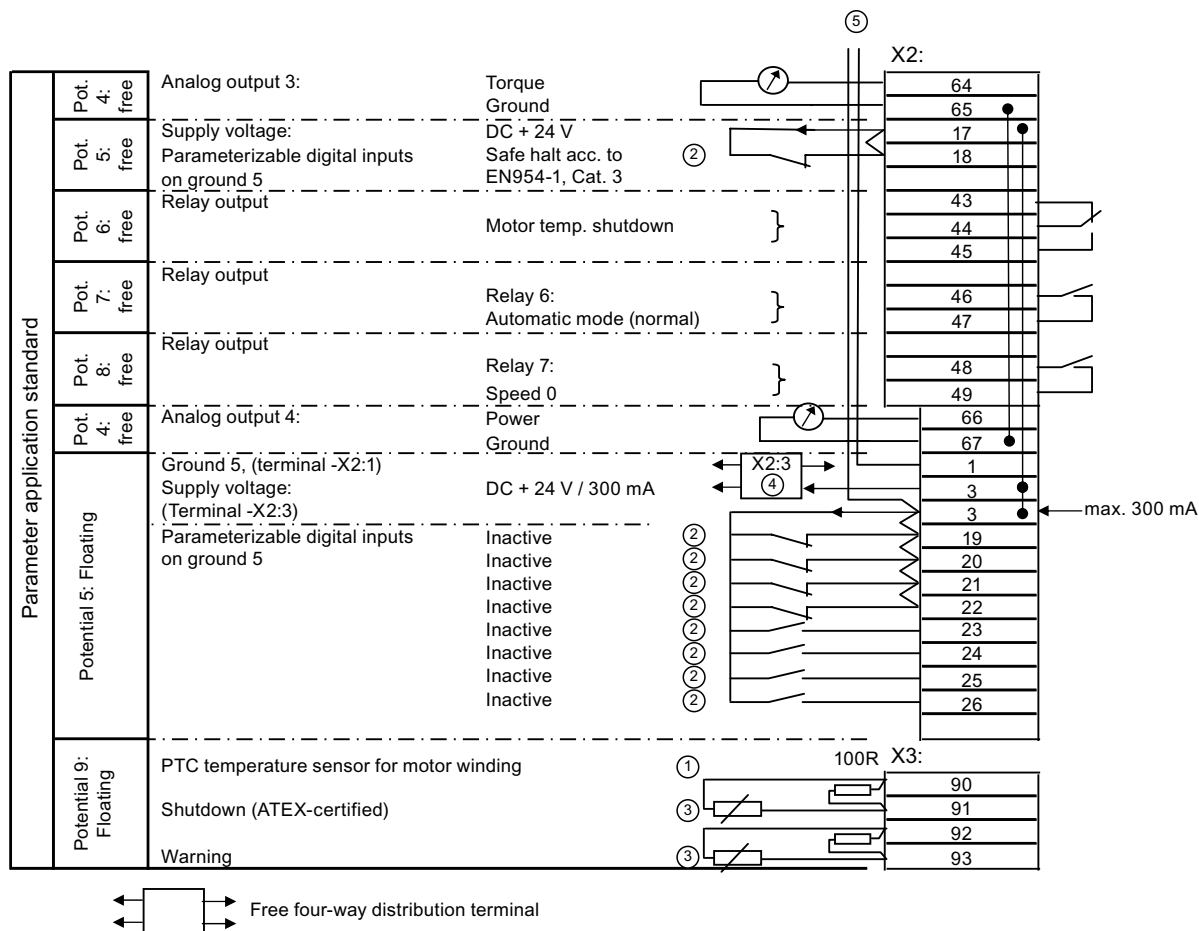 5
X2:
Parameter application standard
Pot. 4: free
Analog output 3: Torque 64
Ground 65
Pot. 5: free
Supply voltage: DC + 24 V 17
Parameterizable digital inputs Safe halt acc. to 2 18
on ground 5 EN954-1, Cat. 3
Pot. 6: free
Relay output 43
Motor temp. shutdown } 44
45
Pot. 7: free
Relay output
Relay 6: } 46
Automatic mode (normal) 47
Pot. 8: free
Relay output
Relay 7: } 48
Speed 0 49
Pot. 4: free
Analog output 4: Power 66
Ground 67
Potential 5: Floating
Ground 5, (terminal -X2:1) X2:3 1
Supply voltage: DC + 24 V / 300 mA 4 3
(Terminal -X2:3) 3 max. 300 mA
Parameterizable digital inputs Inactive 2 19
on ground 5 Inactive 2 20
Inactive 2 21
Inactive 2 22
Inactive 2 23
Inactive 2 24
Inactive 2 25
Inactive 2 26
Potential 9: Floating
PTC temperature sensor for motor winding 1 100R X3:
90
Shutdown (ATEX-certified) 3 91
92
Warning 3 93
Free four-way distribution terminal